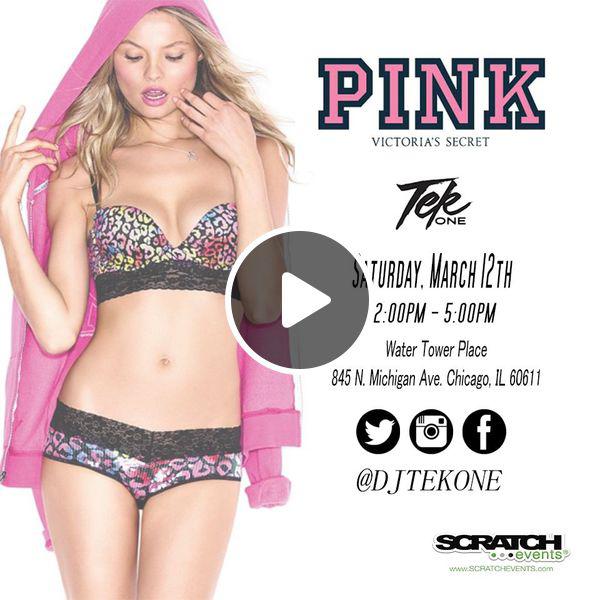 PINK
VICTORIA'S SECRET
Tek
ONE
SATURDAY, MARCH 12TH
2:00PM - 5:00PM
Water Tower Place
845 N. Michigan Ave. Chicago, IL 60611
@DJTEKONE
SCRATCH
events®
www.SCRATCHEVENTS.com